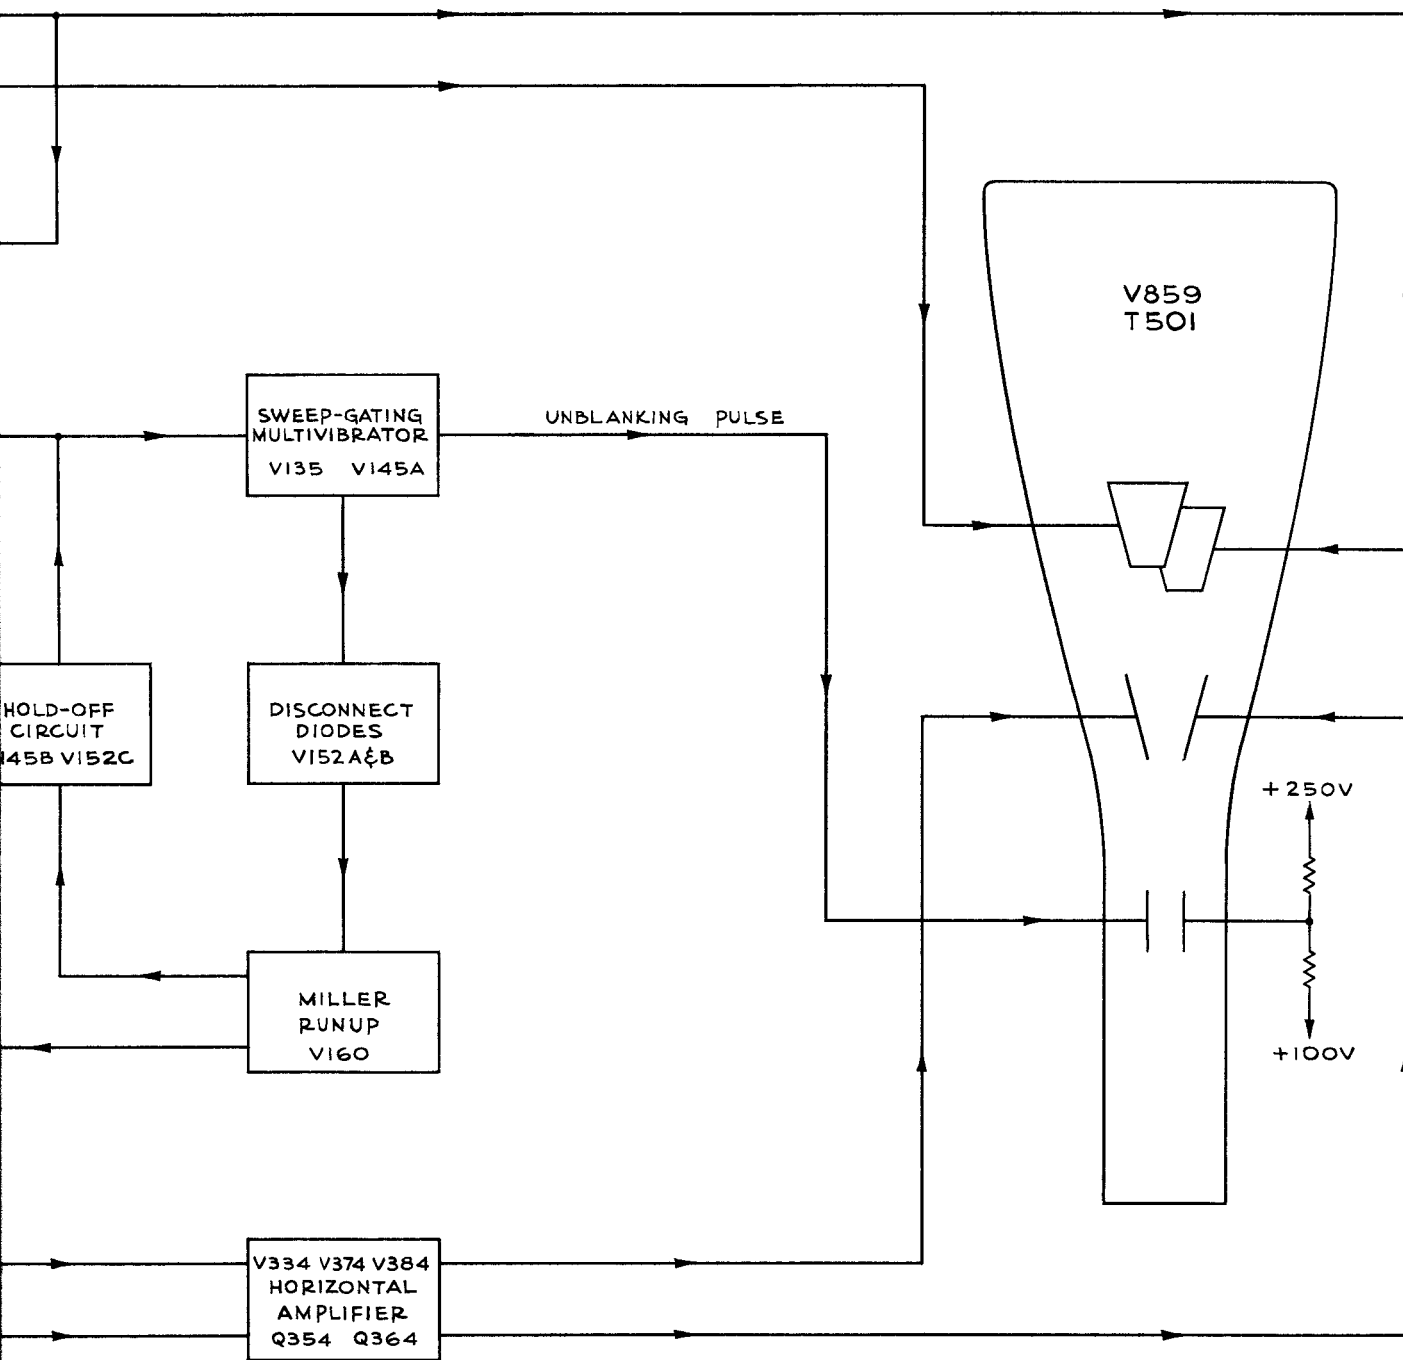 V859
T501
SWEEP-GATING
MULTIVIBRATOR
V135 V145A
UNBLANKING PULSE
HOLD-OFF
CIRCUIT
145B V152C
DISCONNECT
DIODES
V152A&B
+250V
+100V
MILLER
RUNUP
V160
V334 V374 V384
HORIZONTAL
AMPLIFIER
Q354 Q364